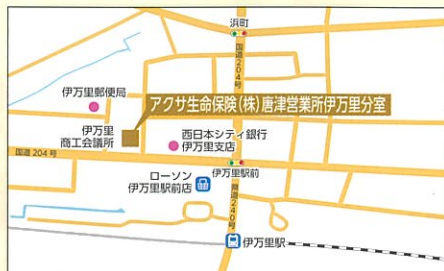 浜町
国道204号
伊万里郵便局
アクサ生命保険(株)唐津営業所伊万里分室
伊万里
商工会議所
西日本シティ銀行
伊万里支店
国道204号
伊万里駅前
ローソン
伊万里駅前店
県道240号
伊万里駅